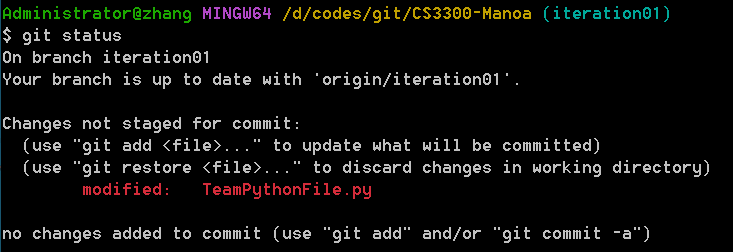 Administrator@zhang MINGW64 /d/codes/git/CS3300-Manoa (iteration01)
$ git status
On branch iteration01
Your branch is up to date with 'origin/iteration01'.

Changes not staged for commit:
  (use "git add <file>..." to update what will be committed)
  (use "git restore <file>..." to discard changes in working directory)
        modified:   TeamPythonFile.py

no changes added to commit (use "git add" and/or "git commit -a")